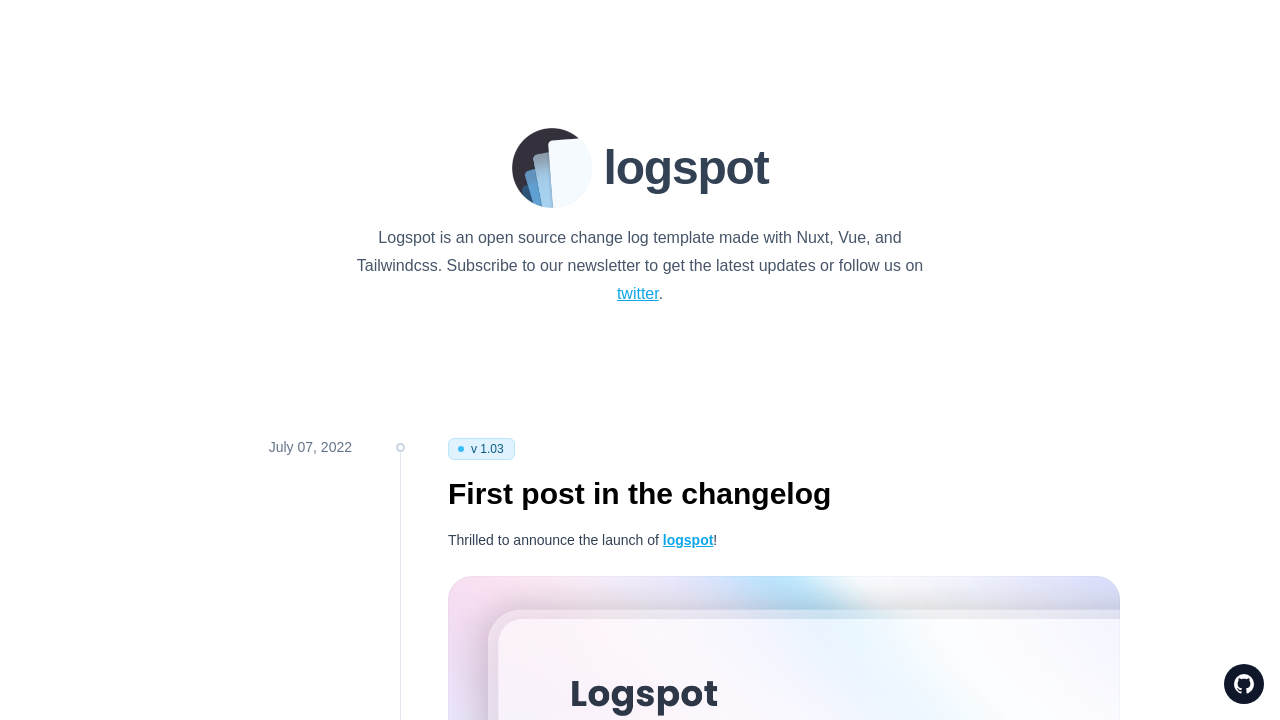 logspot
Logspot is an open source change log template made with Nuxt, Vue, and
Tailwindcss. Subscribe to our newsletter to get the latest updates or follow us on
twitter.
July 07, 2022
v 1.03
First post in the changelog
Thrilled to announce the launch of logspot!
Logspot